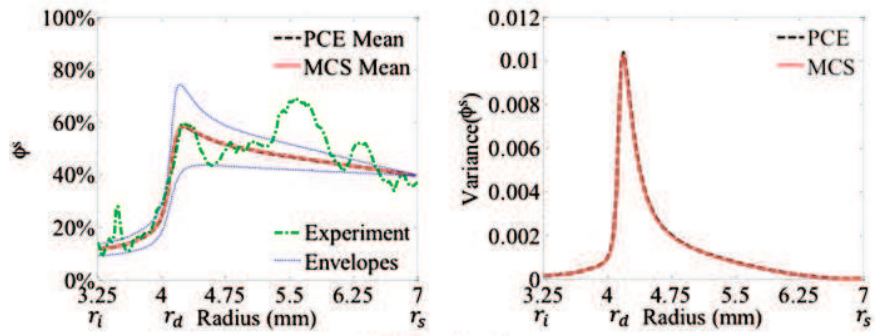 100%
80%
60%
40%
20%
0%
ϕˢ
PCE Mean
MCS Mean
Experiment
Envelopes
3.25 4 4.75 5.5 6.25 7
rᵢ r_d Radius (mm) rₛ
0.012
0.01
0.008
0.006
0.004
0.002
0
Variance(ϕˢ)
PCE
MCS
3.25 4 4.75 5.5 6.25 7
rᵢ r_d Radius (mm) rₛ